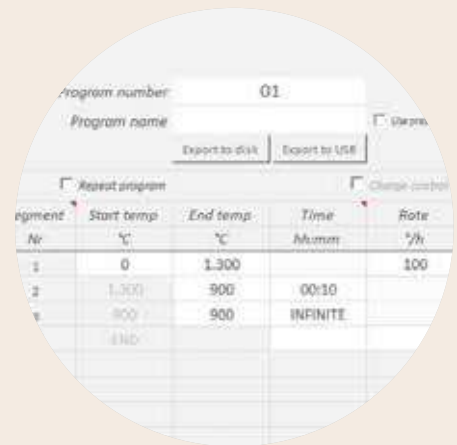 Program number 01
Program name
Export to disk Export to USB
Repeat program Change control
Segment Start temp End temp Time Rate
Nr °C °C hh:mm °/h
1 0 1.300 100
2 1.300 900 00:10
900 900 INFINITE
END